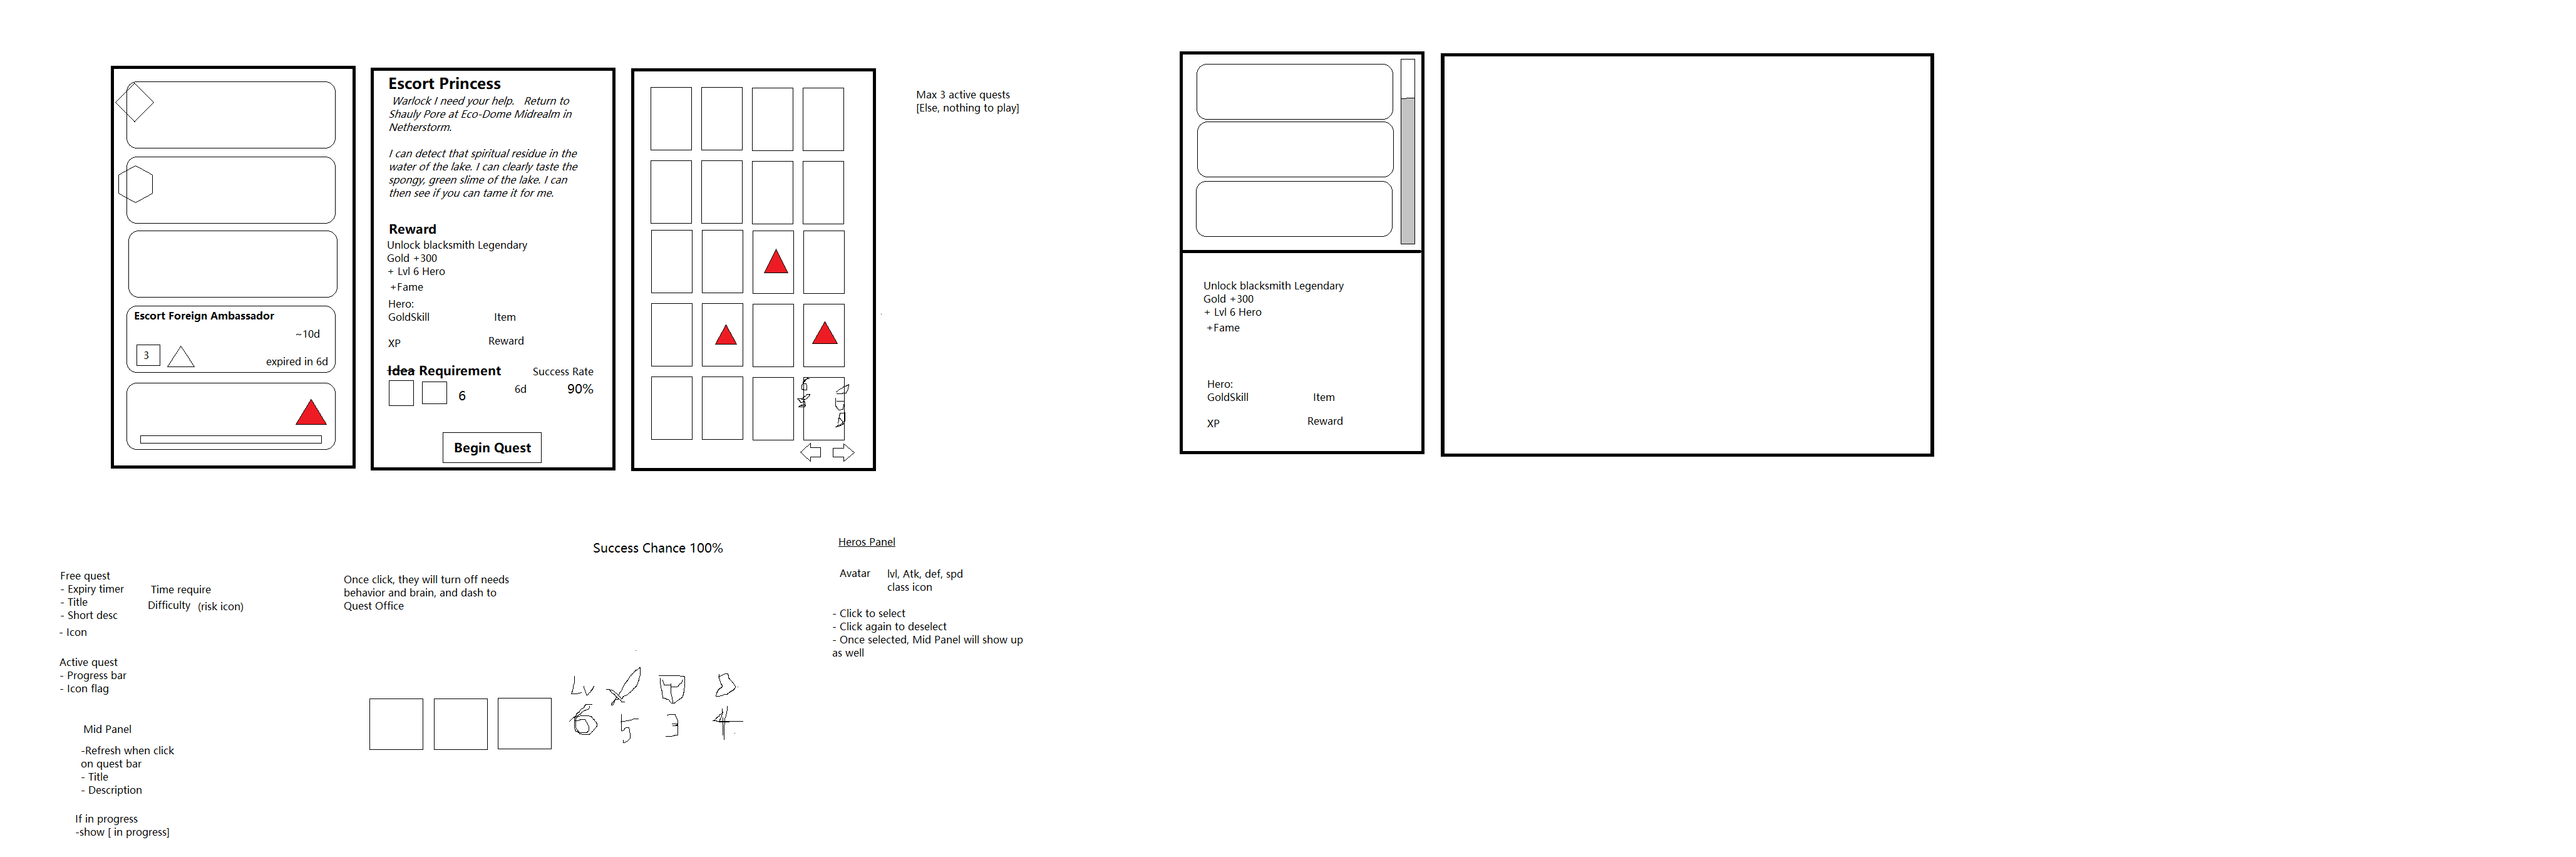 Escort Foreign Ambassador
~10d
3
expired in 6d
Escort Princess
Warlock I need your help. Return to
Shauly Pore at Eco-Dome Midrealm in
Netherstorm.
I can detect that spiritual residue in the
water of the lake. I can clearly taste the
spongy, green slime of the lake. I can
then see if you can tame it for me.
Reward
Unlock blacksmith Legendary
Gold +300
+ Lvl 6 Hero
+Fame
Hero:
GoldSkill Item
XP Reward
Idea Requirement Success Rate
6 6d 90%
Begin Quest
Max 3 active quests
[Else, nothing to play]
Unlock blacksmith Legendary
Gold +300
+ Lvl 6 Hero
+Fame
Hero:
GoldSkill Item
XP Reward
Free quest
- Expiry timer
- Title
- Short desc
- Icon
Time require
Difficulty (risk icon)
Active quest
- Progress bar
- Icon flag
Mid Panel
-Refresh when click
on quest bar
- Title
- Description
If in progress
-show [ in progress]
Once click, they will turn off needs
behavior and brain, and dash to
Quest Office
Success Chance 100%
Lv
6 5 3 4
Heros Panel
Avatar lvl, Atk, def, spd
class icon
- Click to select
- Click again to deselect
- Once selected, Mid Panel will show up
as well